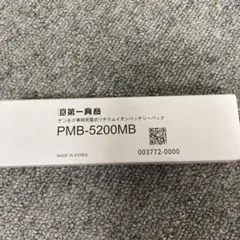 第一興商
デンモク専用充電式リチウムイオンバッテリーパック
PMB-5200MB
MADE IN KOREA
003772-0000